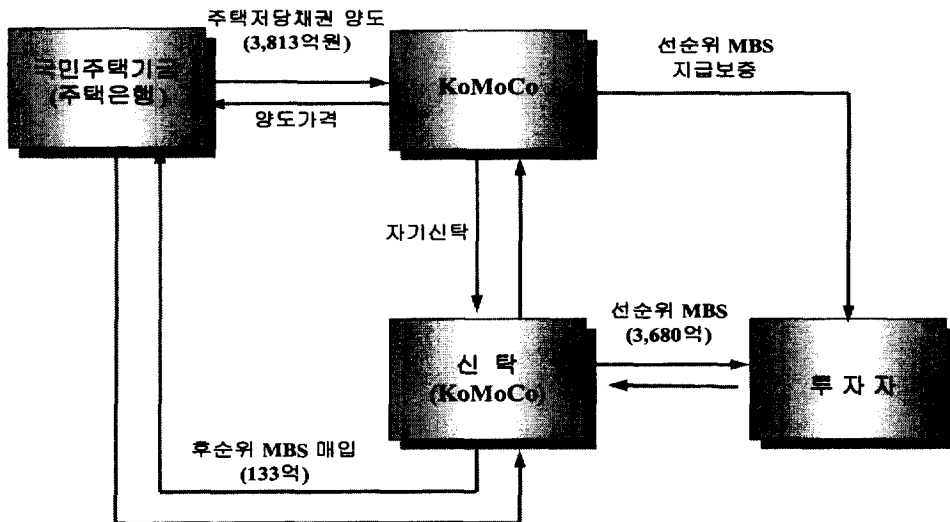 주택저당채권 양도
(3,813억원)
국민주택기금
(주택은행)
양도가격
KoMoCo
선순위 MBS
지급보증
자기신탁
선순위 MBS
(3,680억)
신 탁
(KoMoCo)
투 자 자
후순위 MBS 매입
(133억)